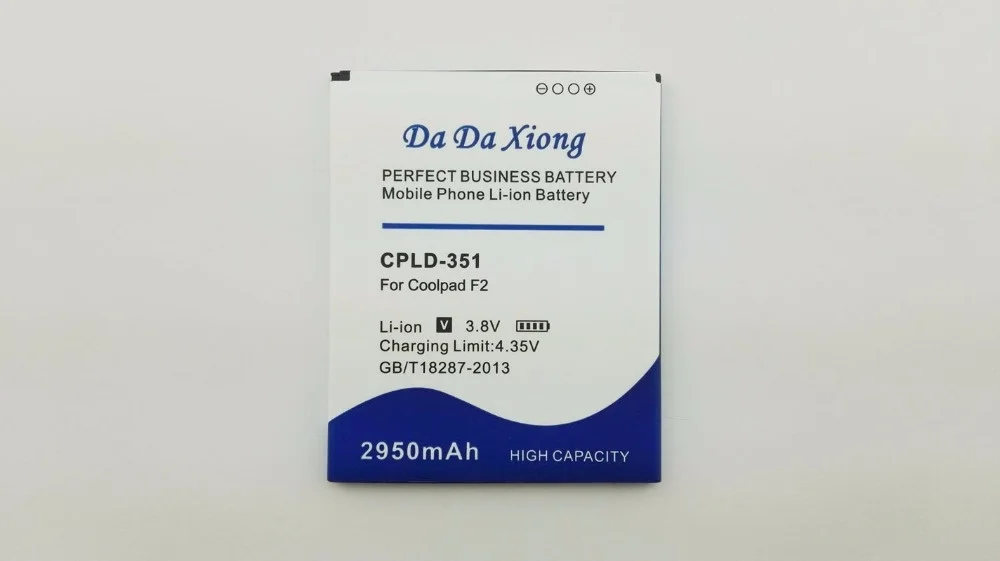 Da Da Xiong
PERFECT BUSINESS BATTERY
Mobile Phone Li-ion Battery
CPLD-351
For Coolpad F2
Li-ion V 3.8V
Charging Limit:4.35V
GB/T18287-2013
2950mAh HIGH CAPACITY